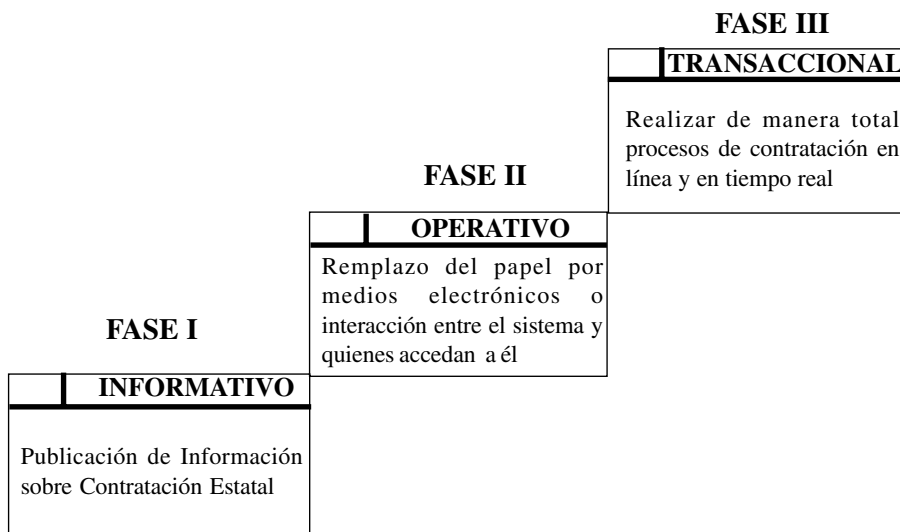 FASE III
TRANSACCIONAL
Realizar de manera total
procesos de contratación en
línea y en tiempo real
FASE II
OPERATIVO
Remplazo del papel por
medios electrónicos o
interacción entre el sistema y
quienes accedan a él
FASE I
INFORMATIVO
Publicación de Información
sobre Contratación Estatal